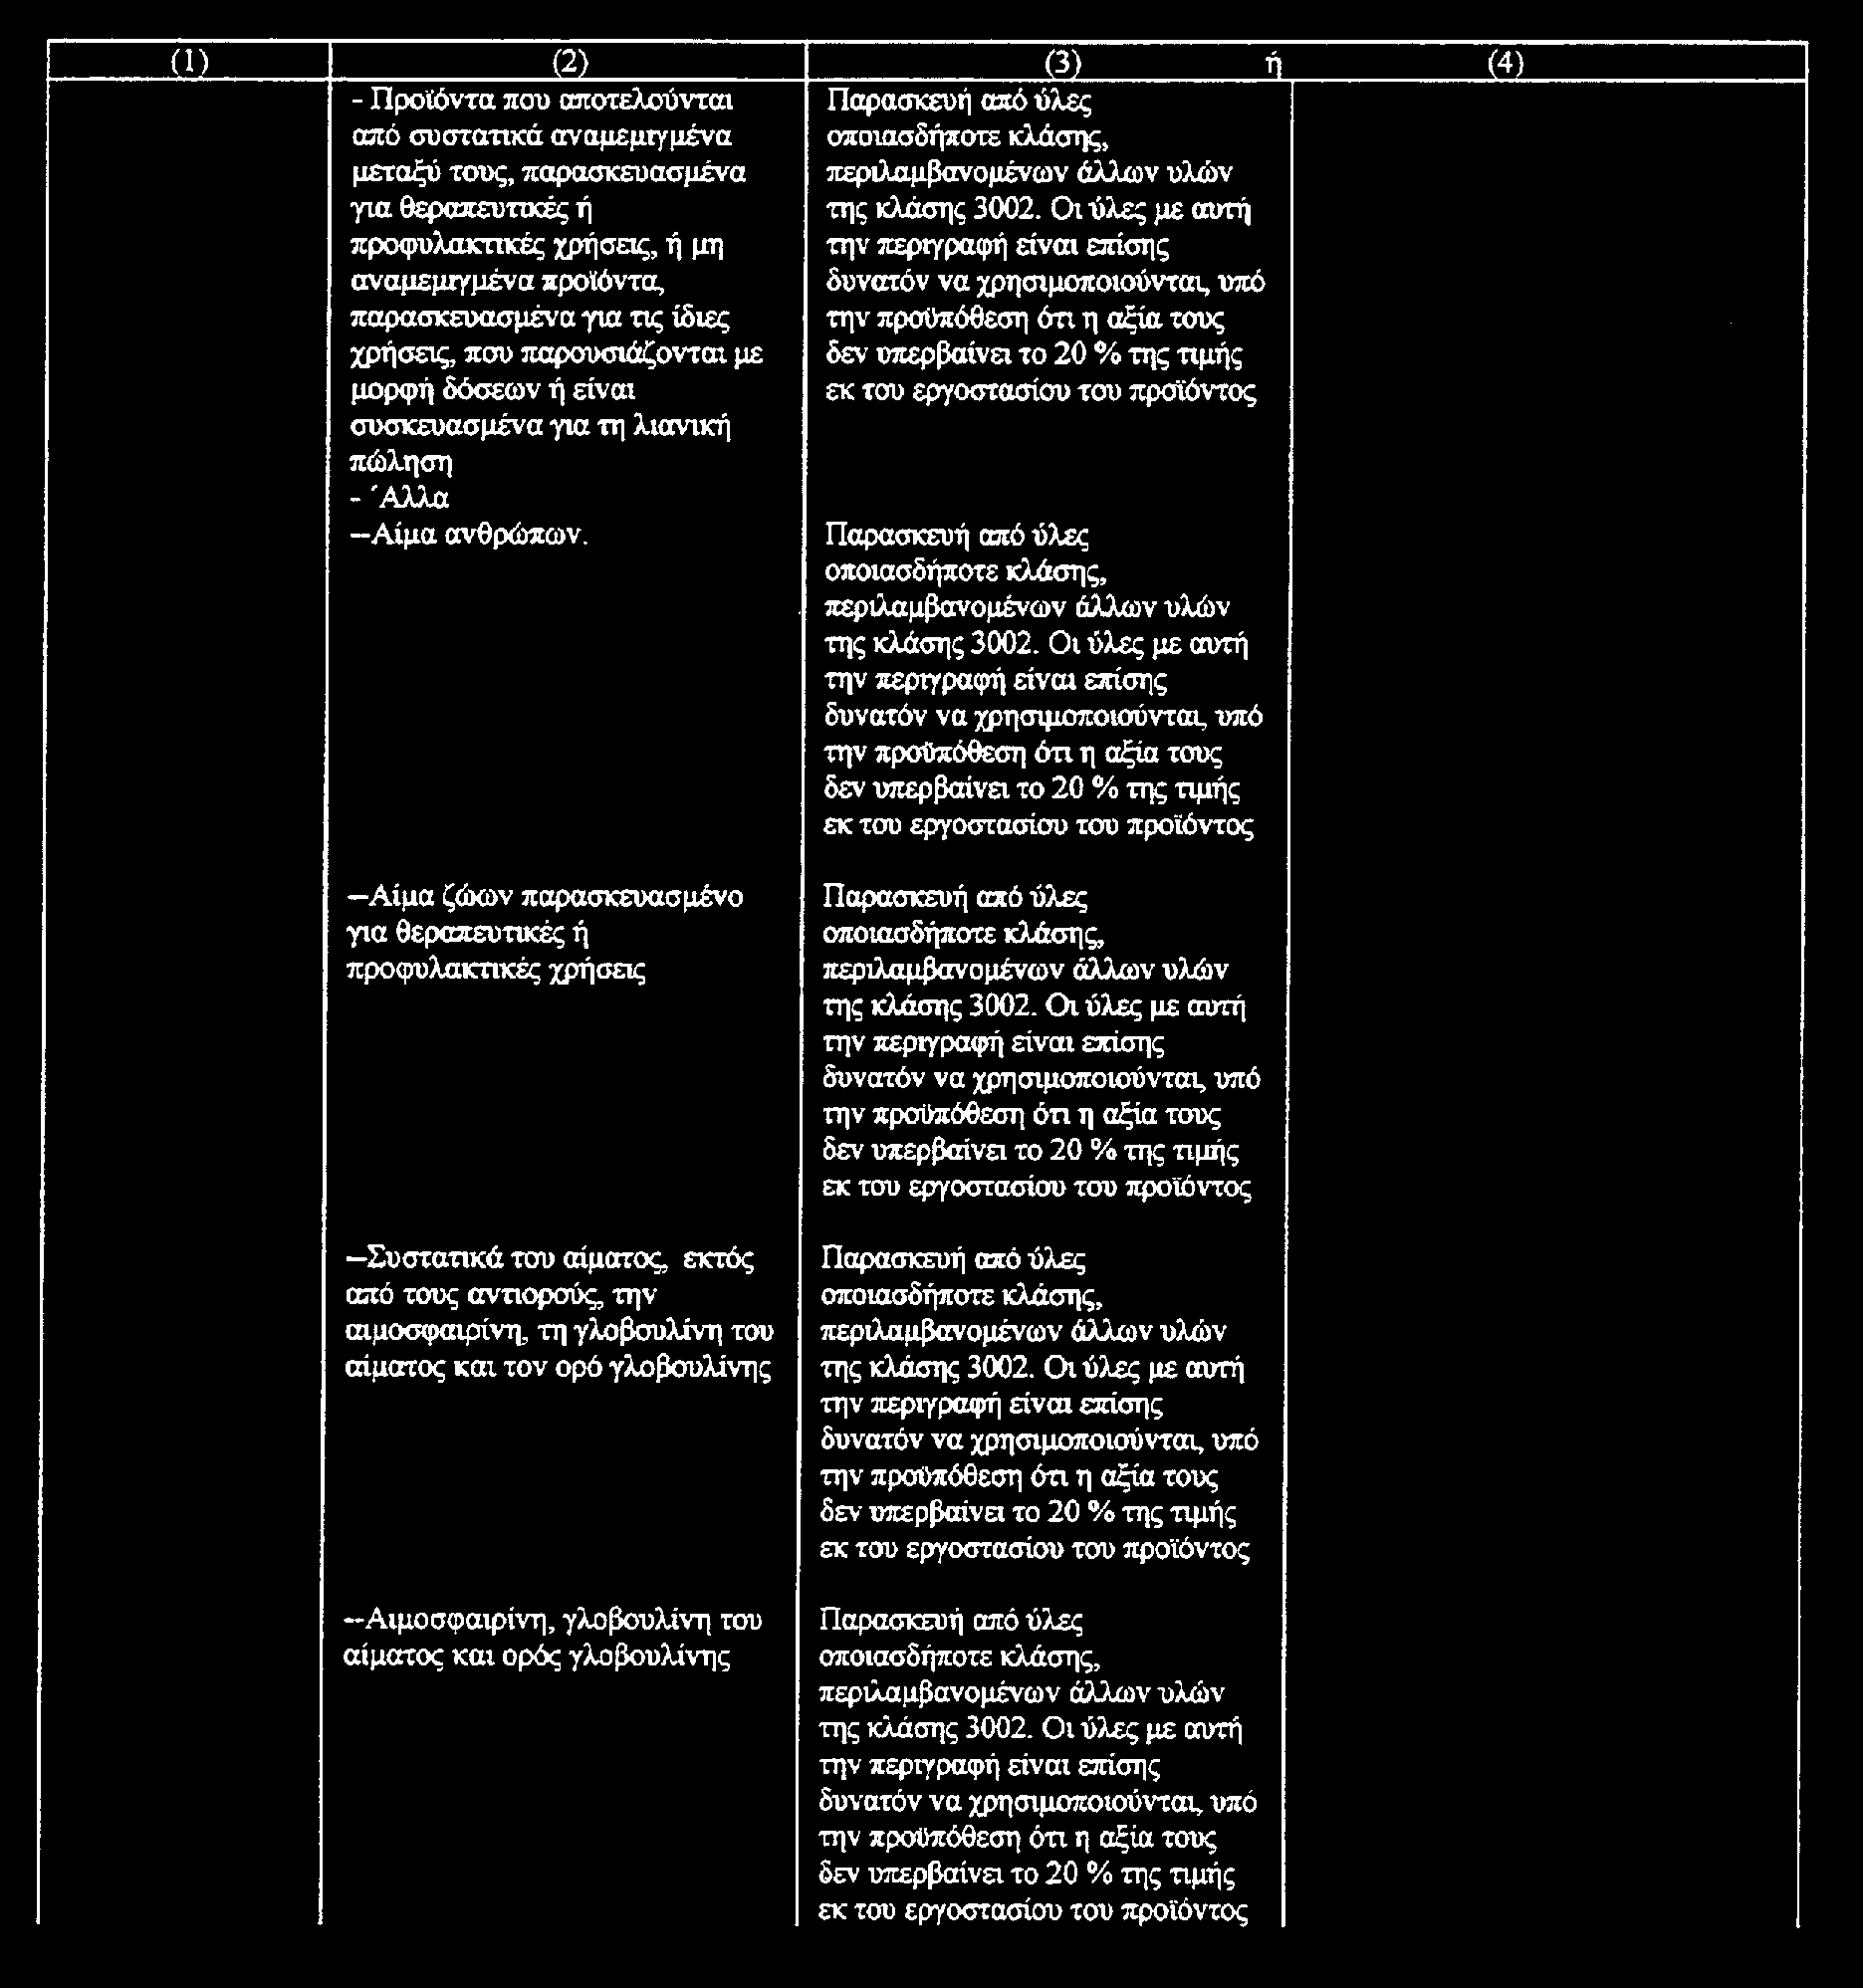 (1) (2) (3) ή (4)
- Προϊόντα που αποτελούνται
από συστατικά αναμεμιγμένα
μεταξύ τους, παρασκευασμένα
για θεραπευτικές ή
προφυλακτικές χρήσεις, ή μη
αναμεμιγμένα προϊόντα,
παρασκευασμένα για τις ίδιες
χρήσεις, που παρουσιάζονται με
μορφή δόσεων ή είναι
συσκευασμένα για τη λιανική
πώληση
Παρασκευή από ύλες
οποιασδήποτε κλάσης,
περιλαμβανομένων άλλων υλών
της κλάσης 3002. Οι ύλες με αυτή
την περιγραφή είναι επίσης
δυνατόν να χρησιμοποιούνται, υπό
την προϋπόθεση ότι η αξία τους
δεν υπερβαίνει το 20 % της τιμής
εκ του εργοστασίου του προϊόντος
- Άλλα
--Αίμα ανθρώπων.
Παρασκευή από ύλες
οποιασδήποτε κλάσης,
περιλαμβανομένων άλλων υλών
της κλάσης 3002. Οι ύλες με αυτή
την περιγραφή είναι επίσης
δυνατόν να χρησιμοποιούνται, υπό
την προϋπόθεση ότι η αξία τους
δεν υπερβαίνει το 20 % της τιμής
εκ του εργοστασίου του προϊόντος
--Αίμα ζώων παρασκευασμένο
για θεραπευτικές ή
προφυλακτικές χρήσεις
Παρασκευή από ύλες
οποιασδήποτε κλάσης,
περιλαμβανομένων άλλων υλών
της κλάσης 3002. Οι ύλες με αυτή
την περιγραφή είναι επίσης
δυνατόν να χρησιμοποιούνται, υπό
την προϋπόθεση ότι η αξία τους
δεν υπερβαίνει το 20 % της τιμής
εκ του εργοστασίου του προϊόντος
--Συστατικά του αίματος, εκτός
από τους αντιορούς, την
αιμοσφαιρίνη, τη γλοβουλίνη του
αίματος και τον ορό γλοβουλίνης
Παρασκευή από ύλες
οποιασδήποτε κλάσης,
περιλαμβανομένων άλλων υλών
της κλάσης 3002. Οι ύλες με αυτή
την περιγραφή είναι επίσης
δυνατόν να χρησιμοποιούνται, υπό
την προϋπόθεση ότι η αξία τους
δεν υπερβαίνει το 20 % της τιμής
εκ του εργοστασίου του προϊόντος
--Αιμοσφαιρίνη, γλοβουλίνη του
αίματος και ορός γλοβουλίνης
Παρασκευή από ύλες
οποιασδήποτε κλάσης,
περιλαμβανομένων άλλων υλών
της κλάσης 3002. Οι ύλες με αυτή
την περιγραφή είναι επίσης
δυνατόν να χρησιμοποιούνται, υπό
την προϋπόθεση ότι η αξία τους
δεν υπερβαίνει το 20 % της τιμής
εκ του εργοστασίου του προϊόντος